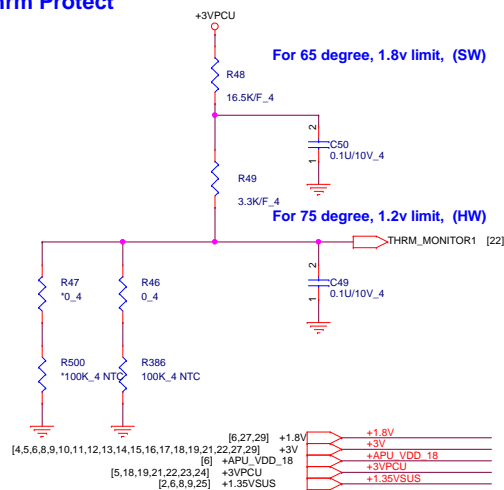 hrm Protect
+3VPCU
For 65 degree, 1.8v limit, (SW)
R48
16.5K/F_4
2
C50
0.1U/10V_4
1
R49
3.3K/F_4
For 75 degree, 1.2v limit, (HW)
THRM_MONITOR1 [22]
R47
*0_4
R46
0_4
2
C49
0.1U/10V_4
1
R500
*100K_4 NTC
R386
100K_4 NTC
[6,27,29] +1.8V +1.8V
[4,5,6,8,9,10,11,12,13,14,15,16,17,18,19,21,22,27,29] +3V +3V
[6] +APU_VDD_18 +APU_VDD_18
[5,18,19,21,22,23,24] +3VPCU +3VPCU
[2,6,8,9,25] +1.35VSUS +1.35VSUS